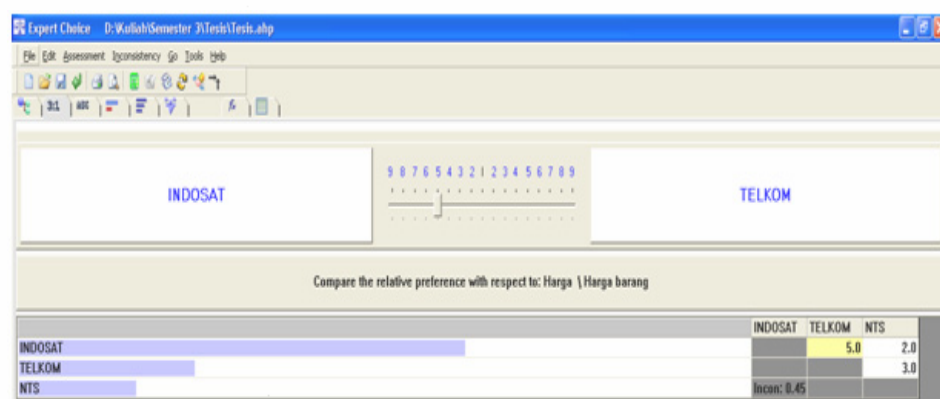 Expert Choice D:\Kuliah\Semester 3\Tesis\Tesis.ahp
File Edit Assessment Inconsistency Go Tools Help
3:1 ABC
INDOSAT
9 8 7 6 5 4 3 2 1 2 3 4 5 6 7 8 9
TELKOM
Compare the relative preference with respect to: Harga \ Harga barang
INDOSAT TELKOM NTS
INDOSAT 5.0 2.0
TELKOM 3.0
NTS Incon: 0.45